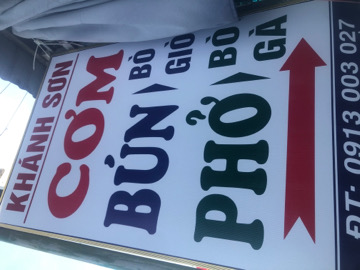 KHÁNH SƠN
CƠM
BÚN BÒ GIÒ
PHỞ BÒ GÀ
ĐT: 0913 003 027